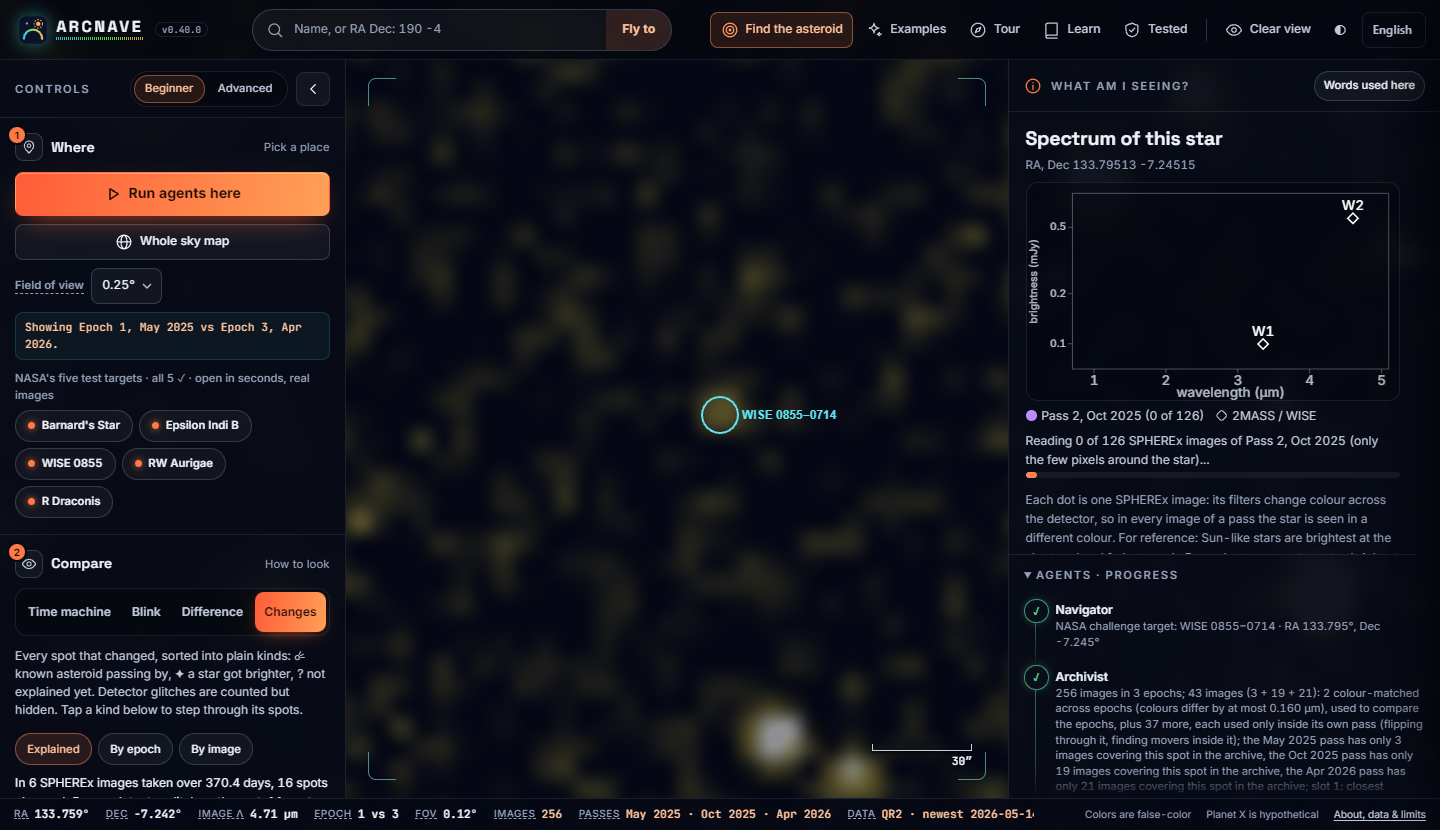 ARCNAVE v0.40.0 Name, or RA Dec: 190 -4 Fly to Find the asteroid Examples Tour Learn Tested Clear view English
CONTROLS Beginner Advanced
1 Where Pick a place
Run agents here
Whole sky map
Field of view 0.25°
Showing Epoch 1, May 2025 vs Epoch 3, Apr
2026.
NASA's five test targets · all 5 ✓ · open in seconds, real
images
Barnard's Star Epsilon Indi B
WISE 0855 RW Aurigae
R Draconis
2 Compare How to look
Time machine Blink Difference Changes
Every spot that changed, sorted into plain kinds: ☄
known asteroid passing by, ✦ a star got brighter, ? not
explained yet. Detector glitches are counted but
hidden. Tap a kind below to step through its spots.
Explained By epoch By image
In 6 SPHEREx images taken over 370.4 days, 16 spots
WISE 0855–0714
30″
WHAT AM I SEEING? Words used here
Spectrum of this star
RA, Dec 133.79513 -7.24515
W2
0.5
brightness (mJy)
0.2
W1
0.1
1 2 3 4 5
wavelength (µm)
Pass 2, Oct 2025 (0 of 126) 2MASS / WISE
Reading 0 of 126 SPHEREx images of Pass 2, Oct 2025 (only
the few pixels around the star)…
Each dot is one SPHEREx image: its filters change colour across
the detector, so in every image of a pass the star is seen in a
different colour. For reference: Sun-like stars are brightest at the
▾ AGENTS · PROGRESS
✓ Navigator
NASA challenge target: WISE 0855–0714 · RA 133.795°, Dec
-7.245°
✓ Archivist
256 images in 3 epochs; 43 images (3 + 19 + 21): 2 colour-matched
across epochs (colours differ by at most 0.160 µm), used to compare
the epochs, plus 37 more, each used only inside its own pass (flipping
through it, finding movers inside it); the May 2025 pass has only 3
images covering this spot in the archive, the Oct 2025 pass has only
19 images covering this spot in the archive, the Apr 2026 pass has
only 21 images covering this spot in the archive; slot 1: closest
RA 133.759° DEC -7.242° IMAGE Λ 4.71 µm EPOCH 1 vs 3 FOV 0.12° IMAGES 256 PASSES May 2025 · Oct 2025 · Apr 2026 DATA QR2 · newest 2026-05-1 Colors are false-color Planet X is hypothetical About, data & limits